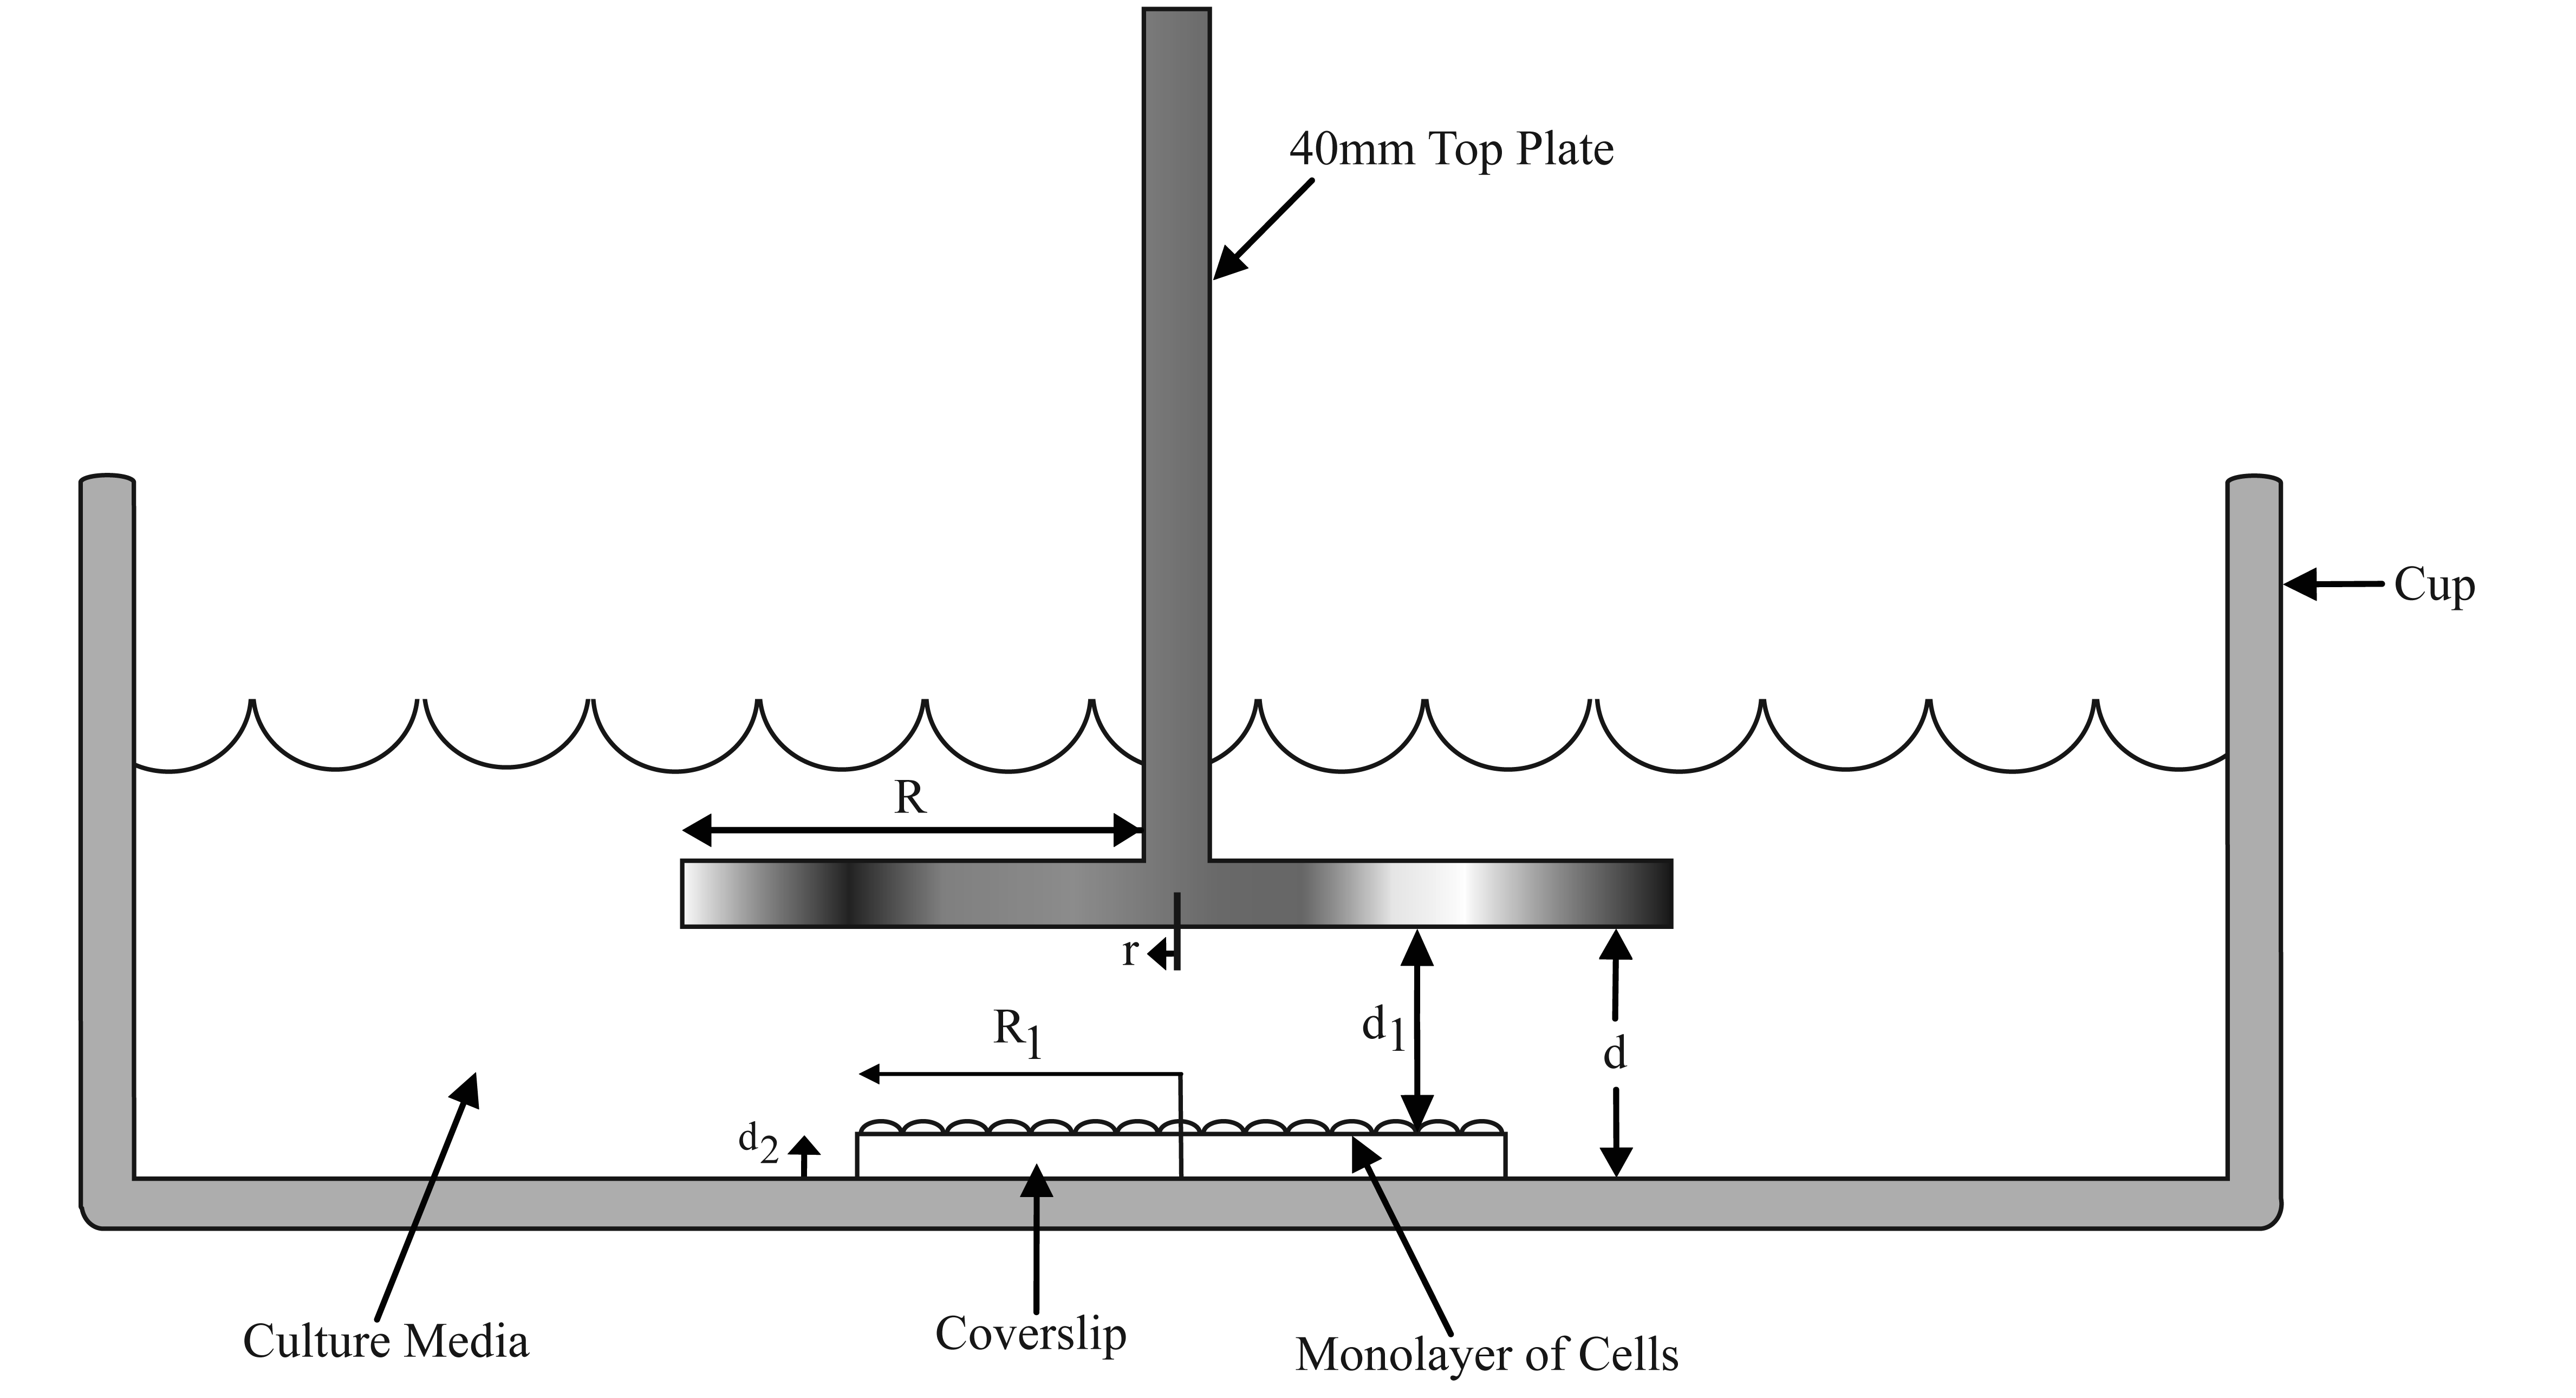 40mm Top Plate
Cup
R
r
R1
d1
d
d2
Culture Media
Coverslip
Monolayer of Cells